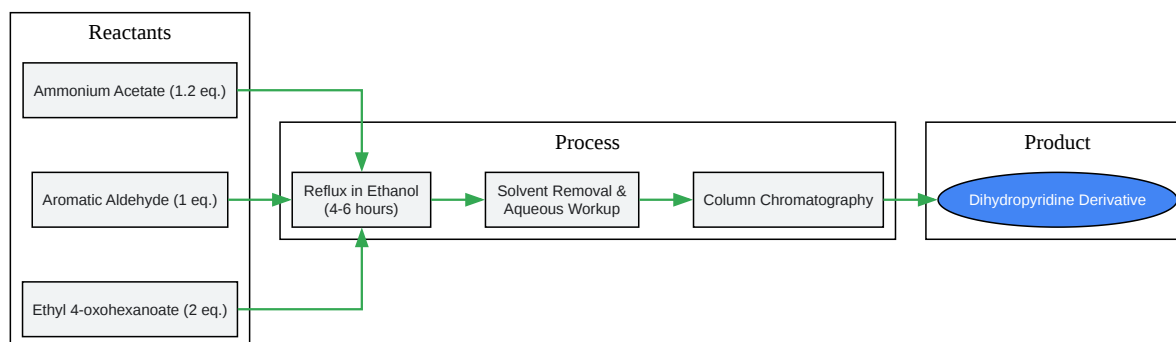 Reactants
Ammonium Acetate (1.2 eq.)
Aromatic Aldehyde (1 eq.)
Ethyl 4-oxohexanoate (2 eq.)
Process
Reflux in Ethanol
(4-6 hours)
Solvent Removal &
Aqueous Workup
Column Chromatography
Product
Dihydropyridine Derivative